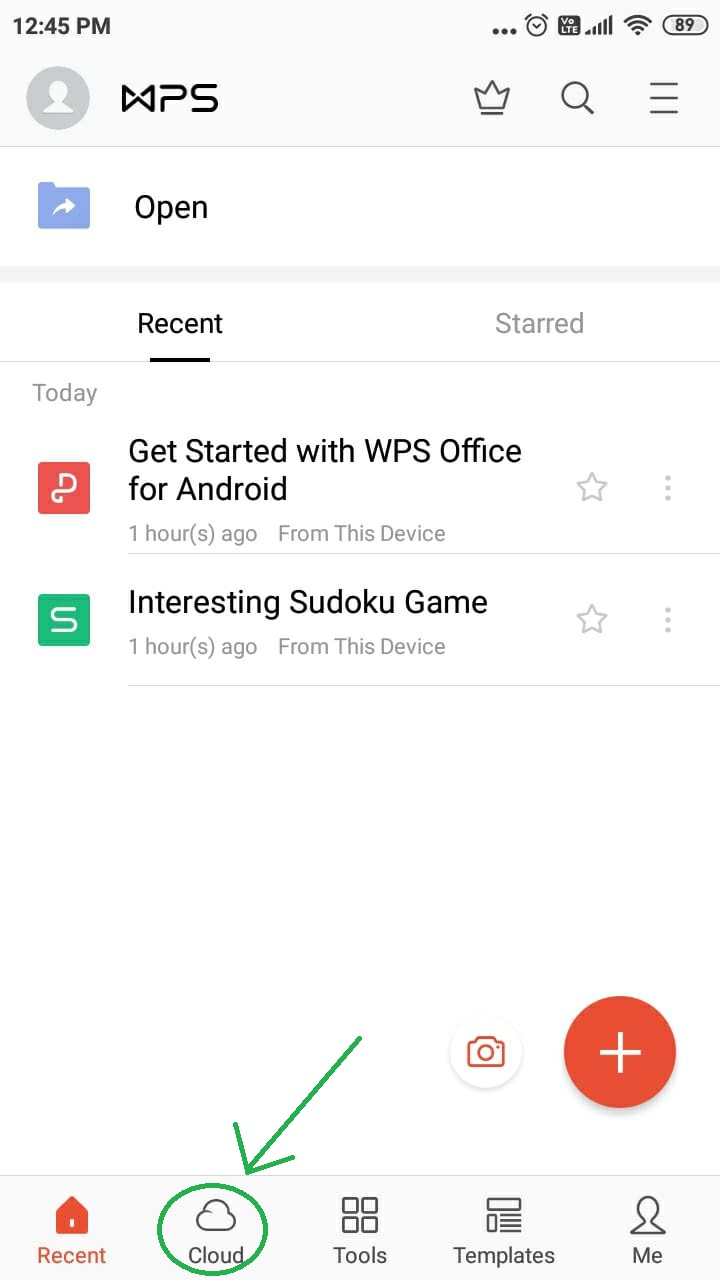 12:45 PM
Vo LTE
89
WPS
Open
Recent Starred
Today
Get Started with WPS Office
for Android
1 hour(s) ago From This Device
S
Interesting Sudoku Game
1 hour(s) ago From This Device
Recent Cloud Tools Templates Me